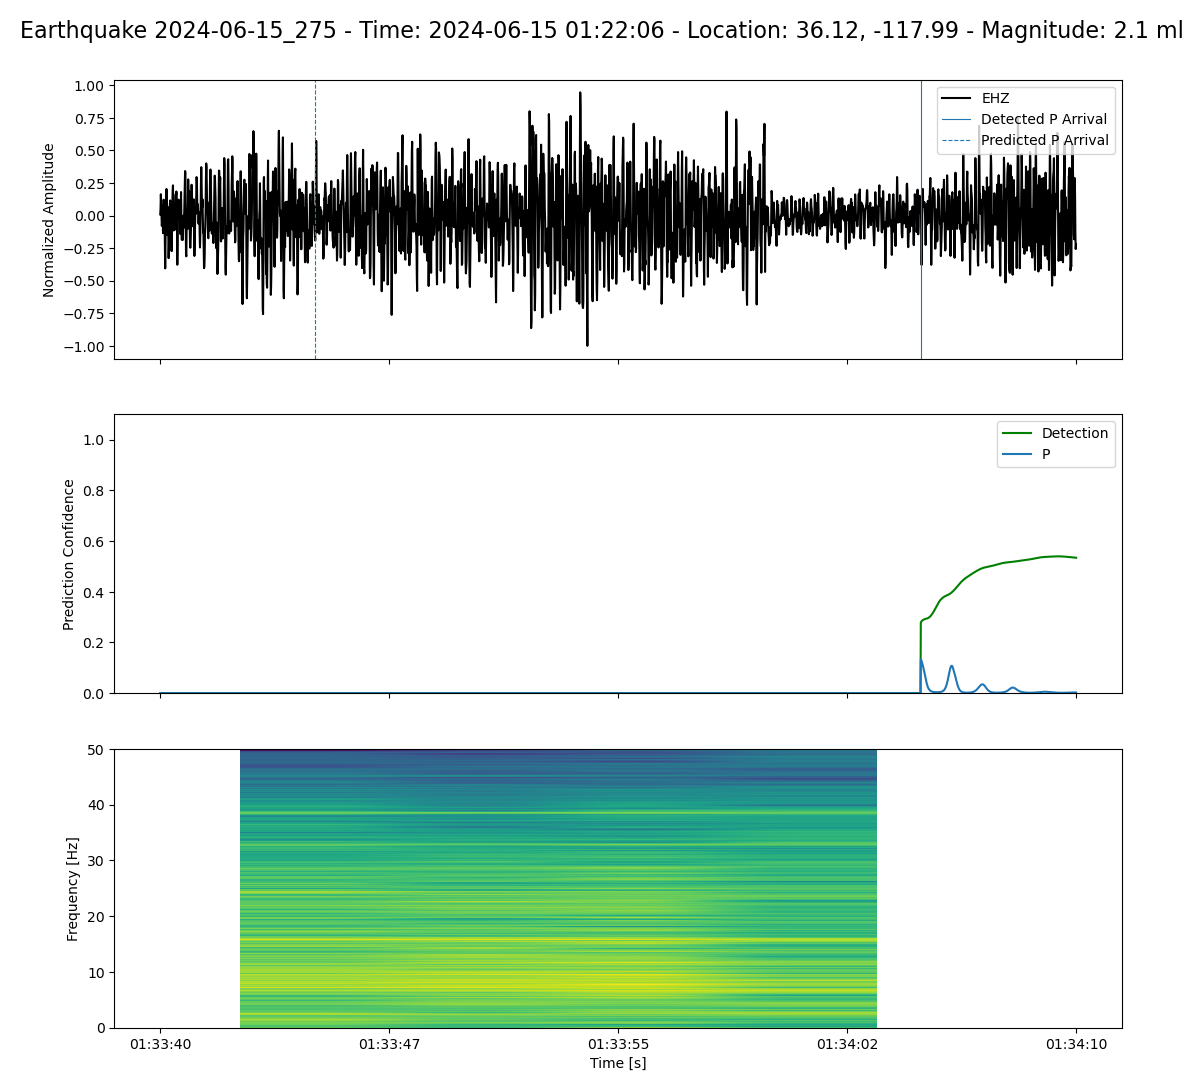 Earthquake 2024-06-15_275 - Time: 2024-06-15 01:22:06 - Location: 36.12, -117.99 - Magnitude: 2.1 ml
1.00
0.75
0.50
0.25
0.00
−0.25
−0.50
−0.75
−1.00
Normalized Amplitude
EHZ
Detected P Arrival
Predicted P Arrival
1.0
0.8
0.6
0.4
0.2
0.0
Prediction Confidence
Detection
P
50
40
30
20
10
0
Frequency [Hz]
01:33:40
01:33:47
01:33:55
01:34:02
01:34:10
Time [s]